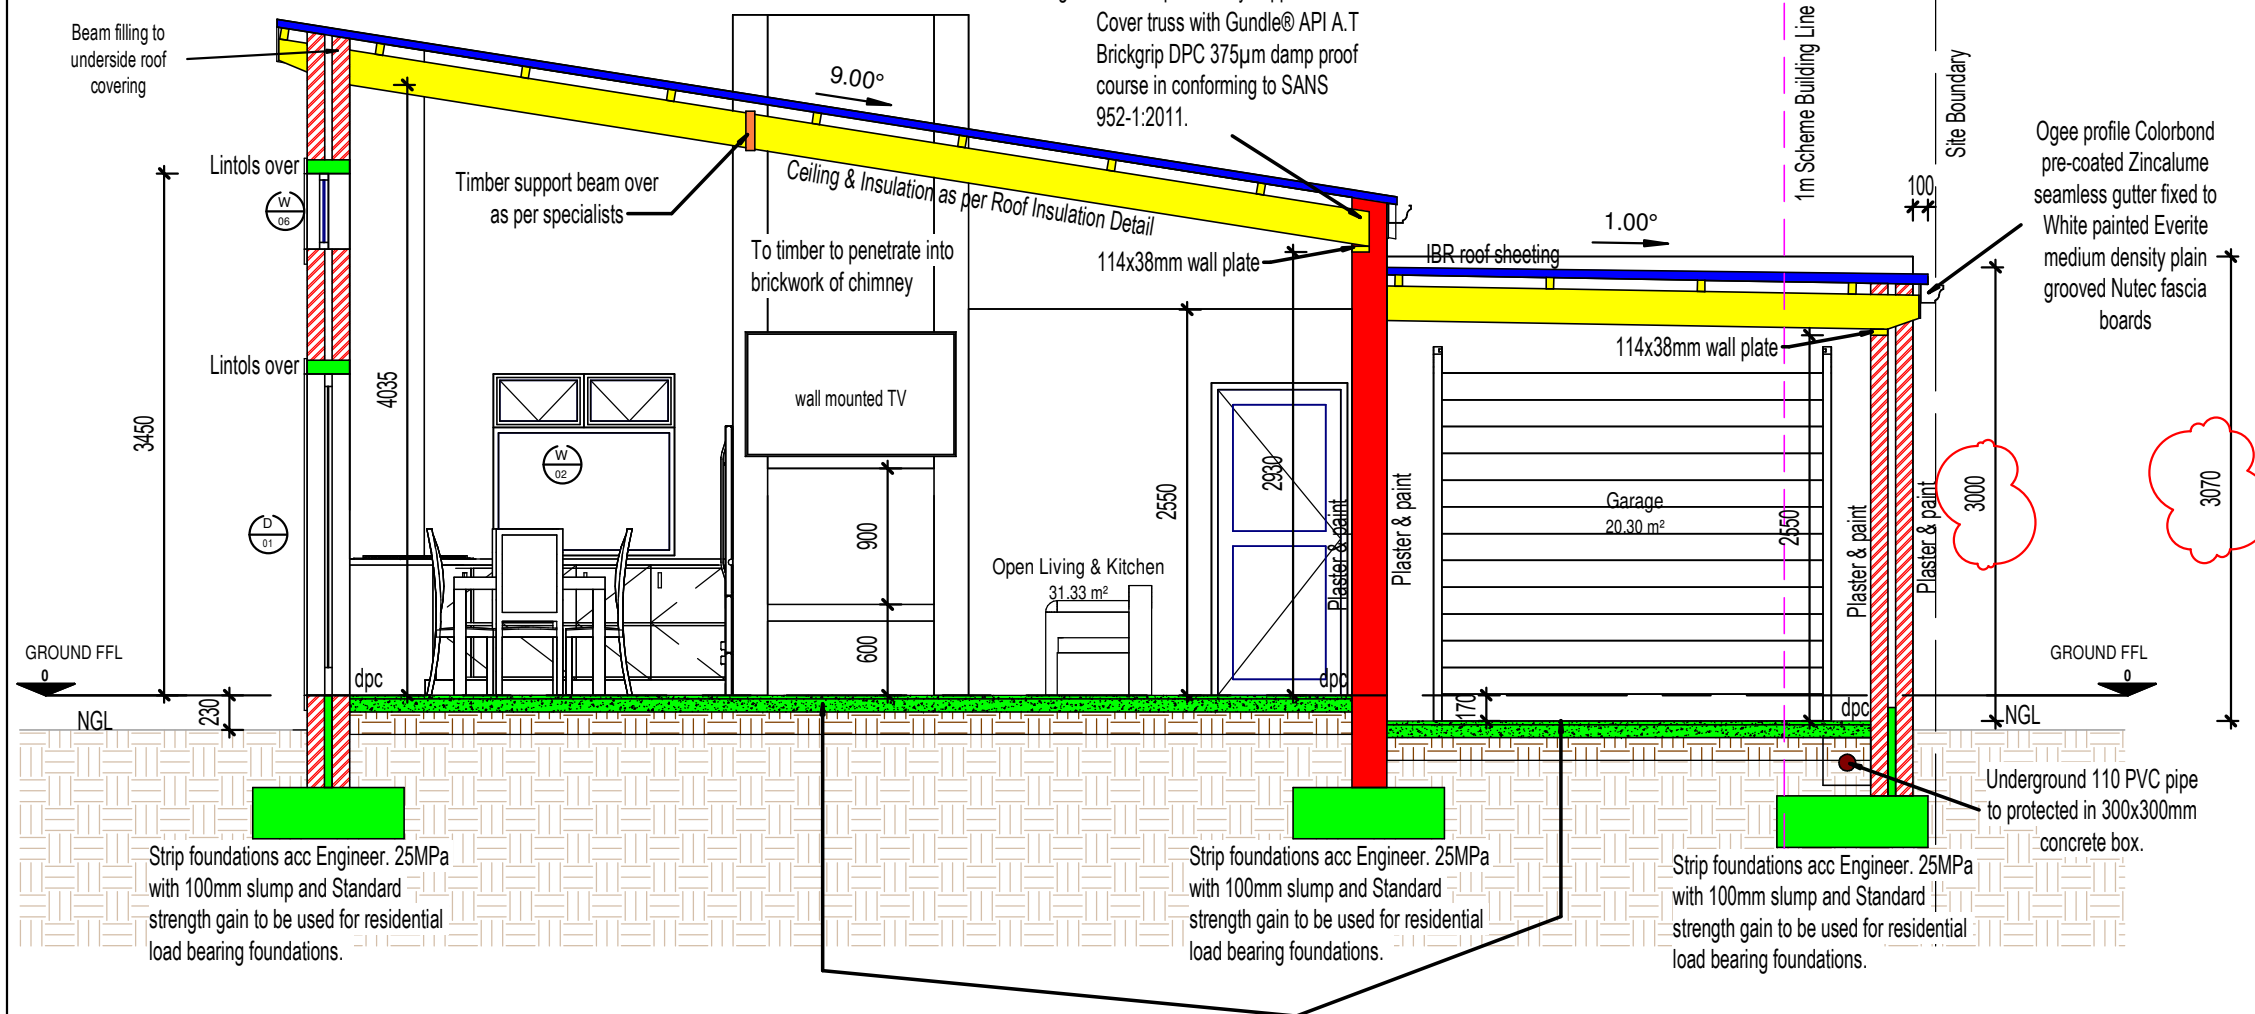 Beam filling to
underside roof
covering
9.00°
Cover truss with Gundle® API A.T
Brickgrip DPC 375µm damp proof
course in conforming to SANS
952-1:2011.
1m Scheme Building Line
Site Boundary
Ogee profile Colorbond
pre-coated Zincalume
seamless gutter fixed to
White painted Everite
medium density plain
grooved Nutec fascia
boards
100
Lintols over
W
06
Timber support beam over
as per specialists
Ceiling & Insulation as per Roof Insulation Detail
To timber to penetrate into
brickwork of chimney
114x38mm wall plate
1.00°
IBR roof sheeting
114x38mm wall plate
Lintols over
3450
4035
wall mounted TV
W
02
D
01
900
600
2550
2930
Open Living & Kitchen
31.33 m²
Plaster & paint
Plaster & paint
Garage
20.30 m²
2550
Plaster & paint
Plaster & paint
3000
3070
GROUND FFL
0
230
NGL
dpc
dpc
170
dpc
GROUND FFL
0
NGL
Underground 110 PVC pipe
to protected in 300x300mm
concrete box.
Strip foundations acc Engineer. 25MPa
with 100mm slump and Standard
strength gain to be used for residential
load bearing foundations.
Strip foundations acc Engineer. 25MPa
with 100mm slump and Standard
strength gain to be used for residential
load bearing foundations.
Strip foundations acc Engineer. 25MPa
with 100mm slump and Standard
strength gain to be used for residential
load bearing foundations.